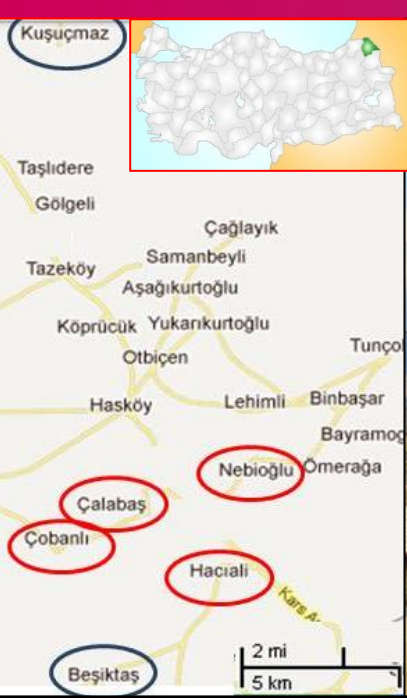 Kuşuçmaz
Taşlıdere
Gölgeli
Çağlayık
Samanbeyli
Tazeköy
Aşağıkurtoğlu
Köprücük Yukarıkurtoğlu
Tunçol
Otbiçen
Hasköy
Lehimli
Binbaşar
Bayramog
Nebioğlu
Ömerağa
Çalabaş
Çobanlı
Hacıali
Kars A-
Beşiktaş
2 mi
5 km